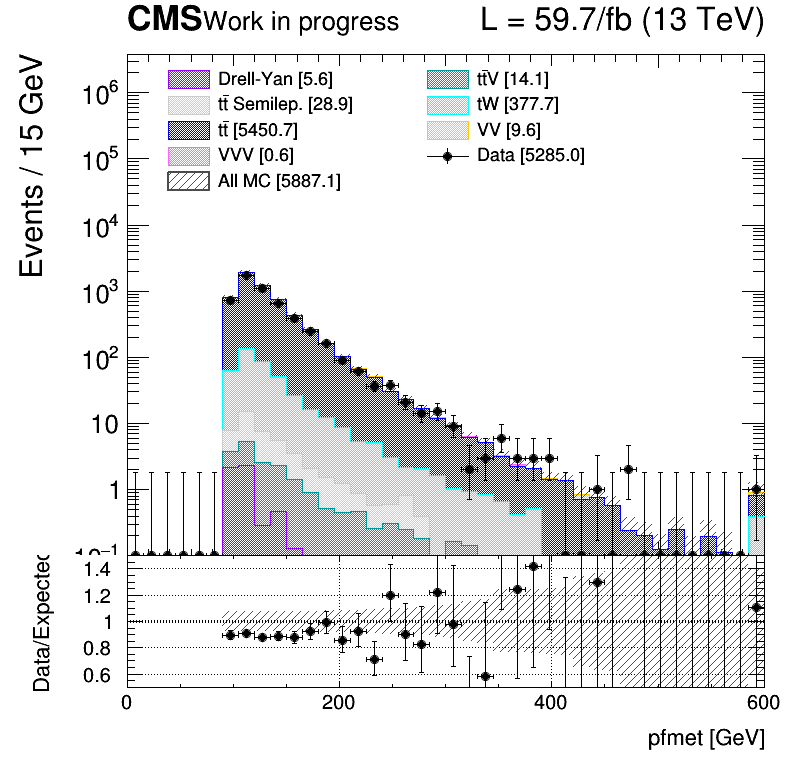 CMS Work in progress L = 59.7/fb (13 TeV)
Events / 15 GeV
Drell-Yan [5.6]
tt̄ Semilep. [28.9]
tt̄ [5450.7]
VVV [0.6]
All MC [5887.1]
tt̄V [14.1]
tW [377.7]
VV [9.6]
Data [5285.0]
10⁶
10⁵
10⁴
10³
10²
10
1
10⁻¹
Data/Expected
1.4
1.2
1
0.8
0.6
0 200 400 600
pfmet [GeV]